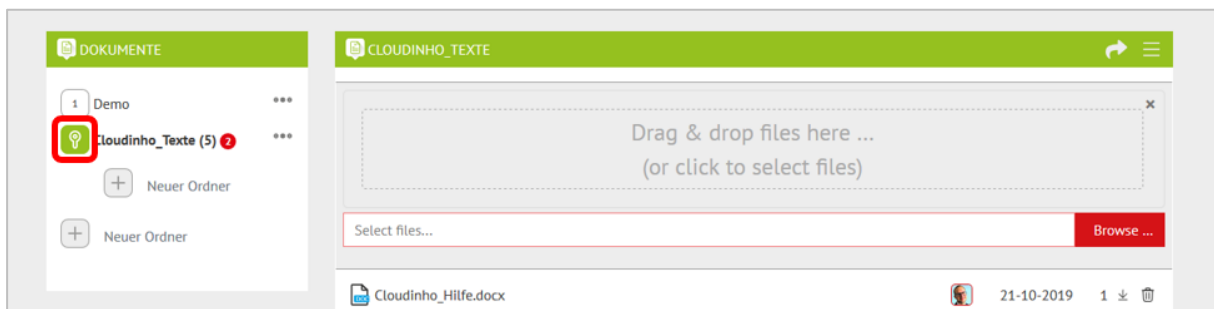 DOKUMENTE
1 Demo •••
Cloudinho_Texte (5) 2 •••
+ Neuer Ordner
+ Neuer Ordner
CLOUDINHO_TEXTE
×
Drag & drop files here ...
(or click to select files)
Select files... Browse ...
DOC Cloudinho_Hilfe.docx 21-10-2019 1